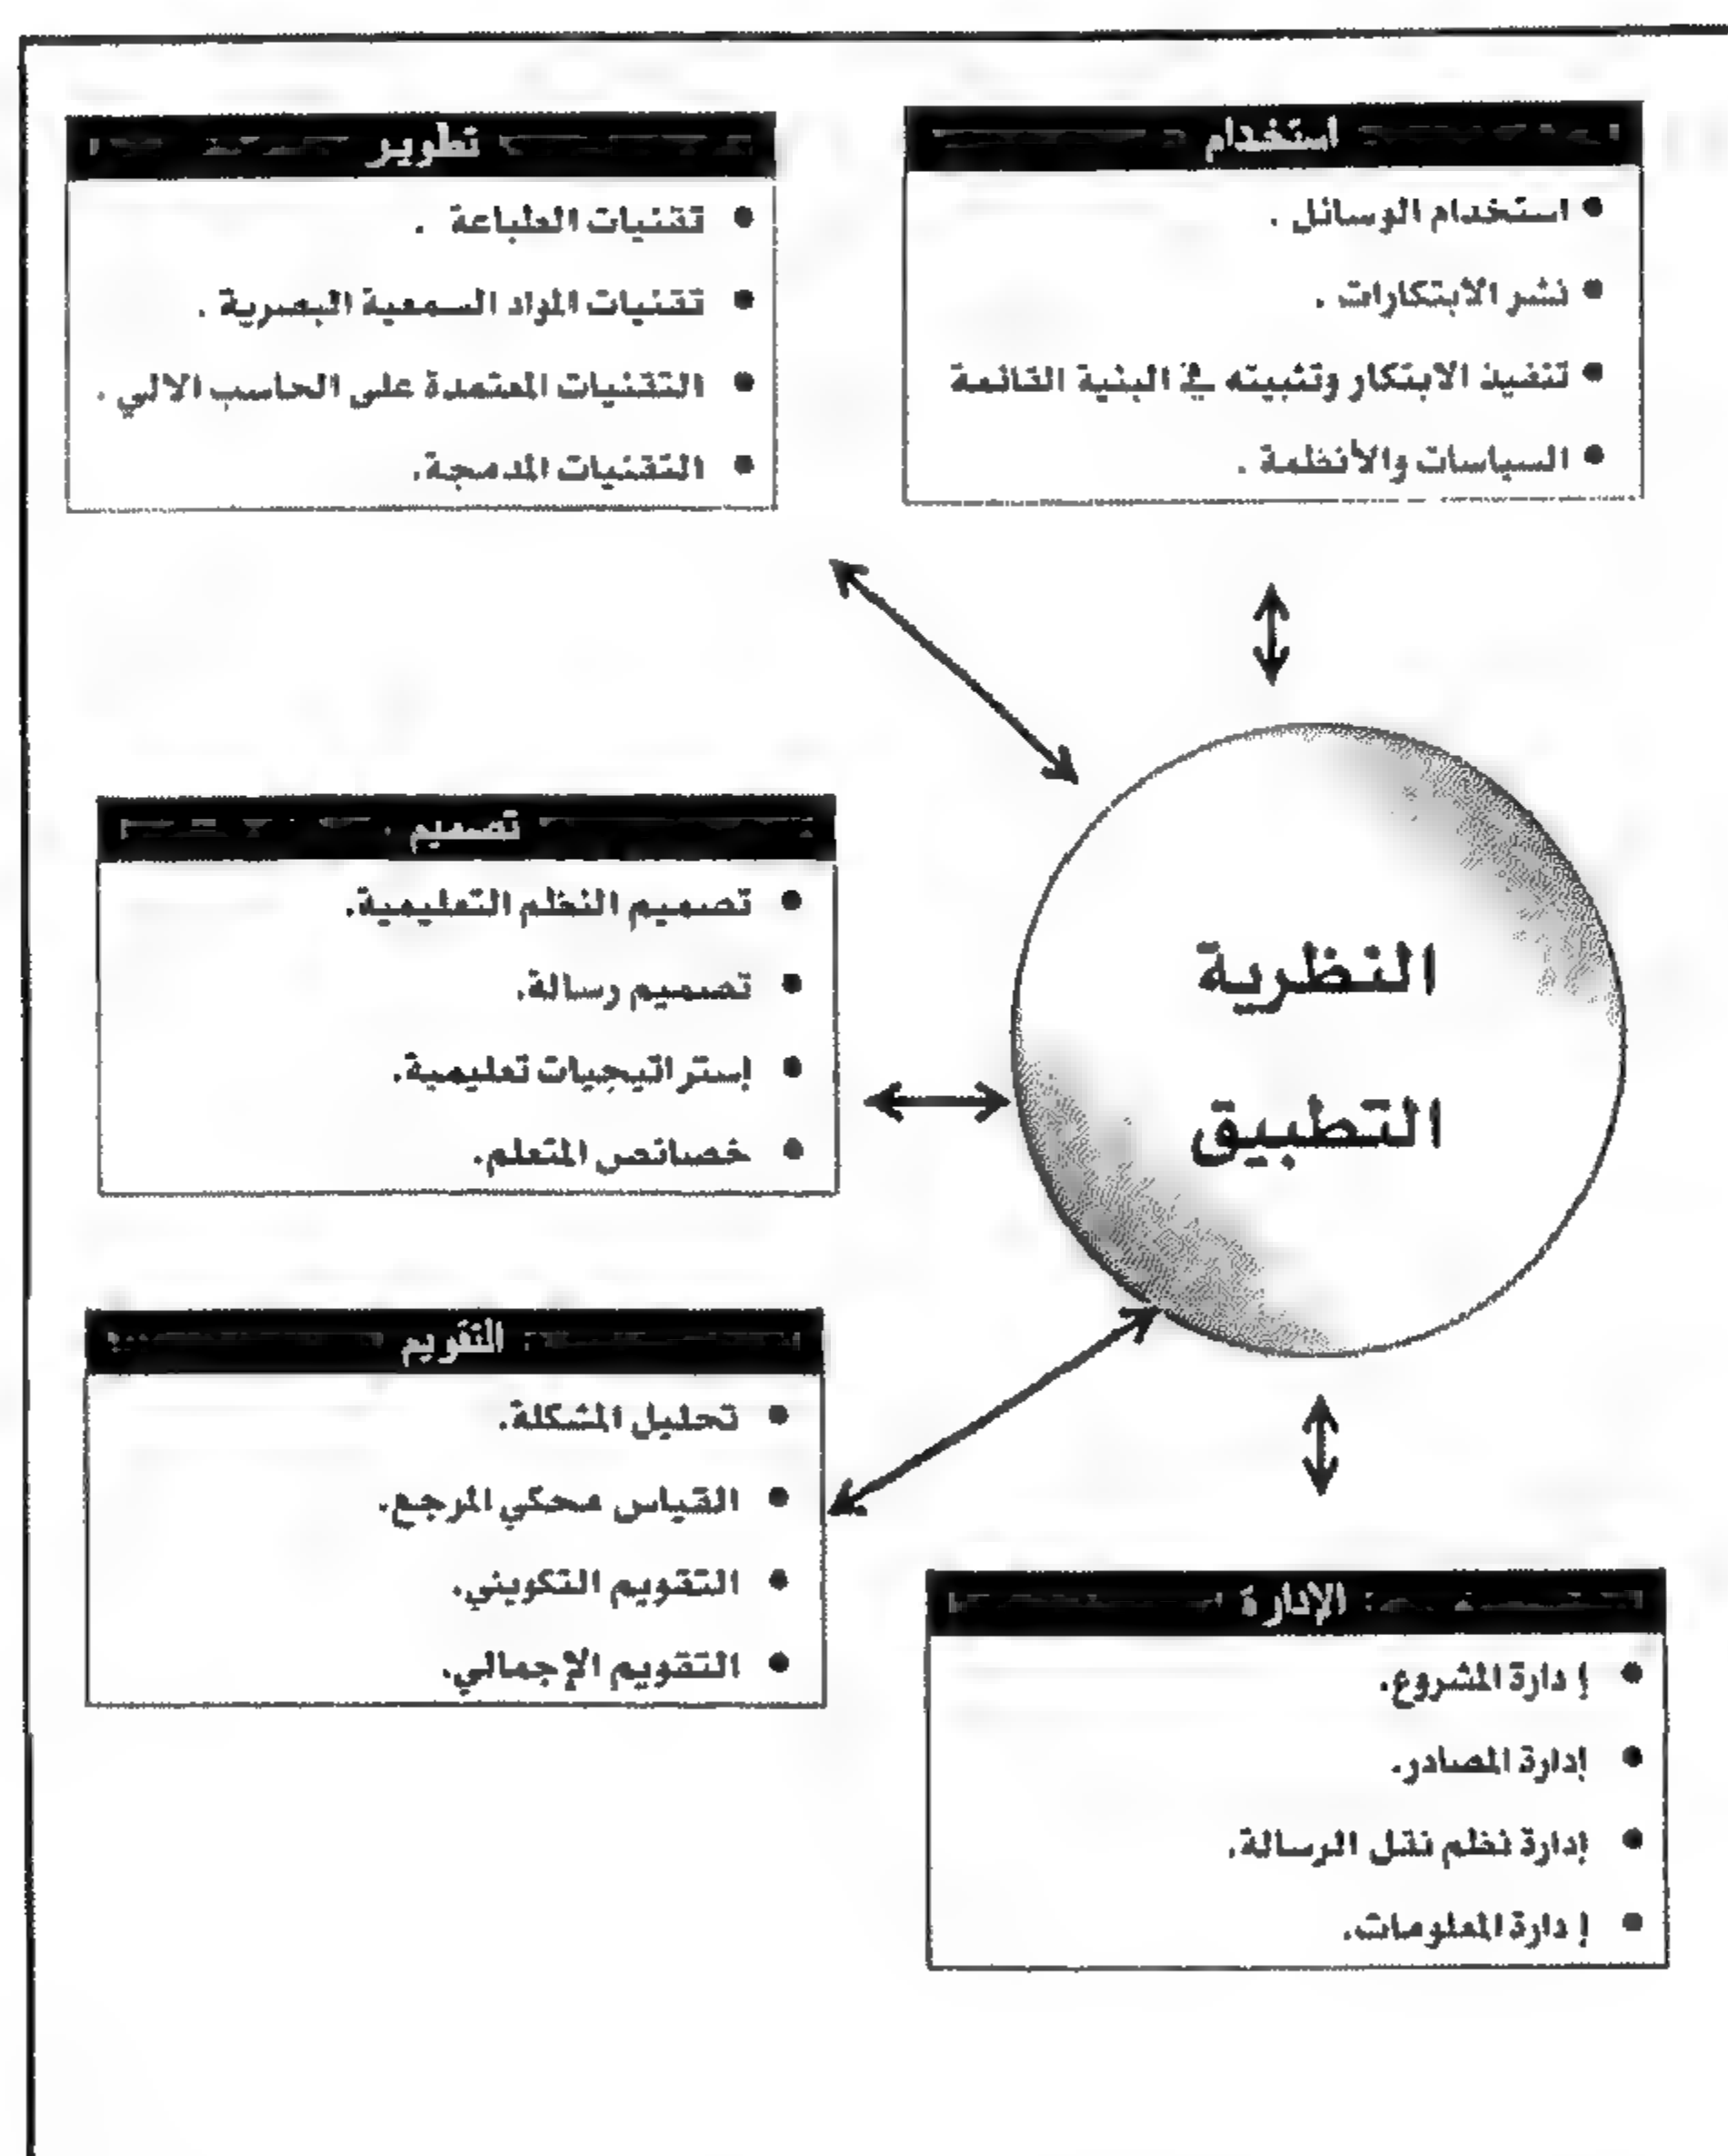 استخدام
● استخدام الوسائل .
● نشر الابتكارات .
● تنفيذ الابتكار وتثبيته في البنية القائمة
● السياسات والأنظمة .
تطوير
● تقنيات الطباعة .
● تقنيات المواد السمعية البصرية .
● التقنيات المعتمدة على الحاسب الالي .
● التقنيات المدمجة.
النظرية
التطبيق
تصميم
● تصميم النظم التعليمية.
● تصميم رسالة.
● إستراتيجيات تعليمية.
● خصائص المتعلم.
التقويم
● تحليل المشكلة.
● القياس محكي المرجع.
● التقويم التكويني.
● التقويم الإجمالي.
الإدارة
● إ دارة المشروع.
● إدارة المصادر.
● إدارة نظم نقل الرسالة.
● إ دارة المعلومات.